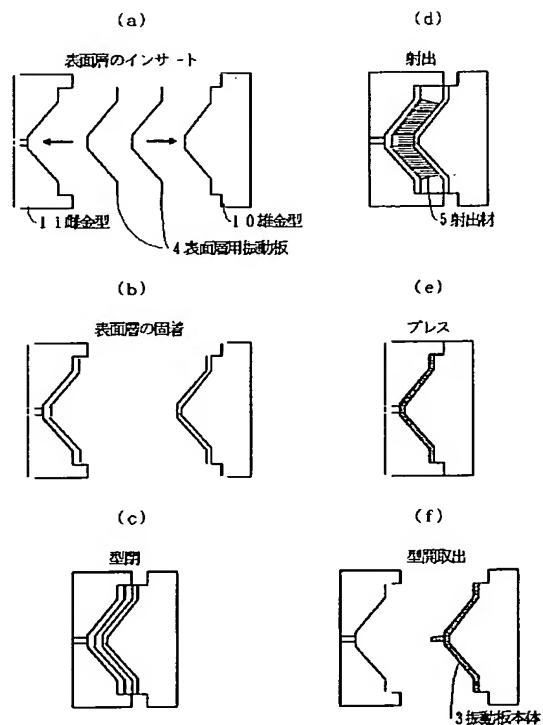 (a)
表面層のインサート
11雌金型
10雄金型
4表面層用振動板
(b)
表面層の固着
(c)
型閉
(d)
射出
5射出材
(e)
プレス
(f)
型開取出
3振動板本体